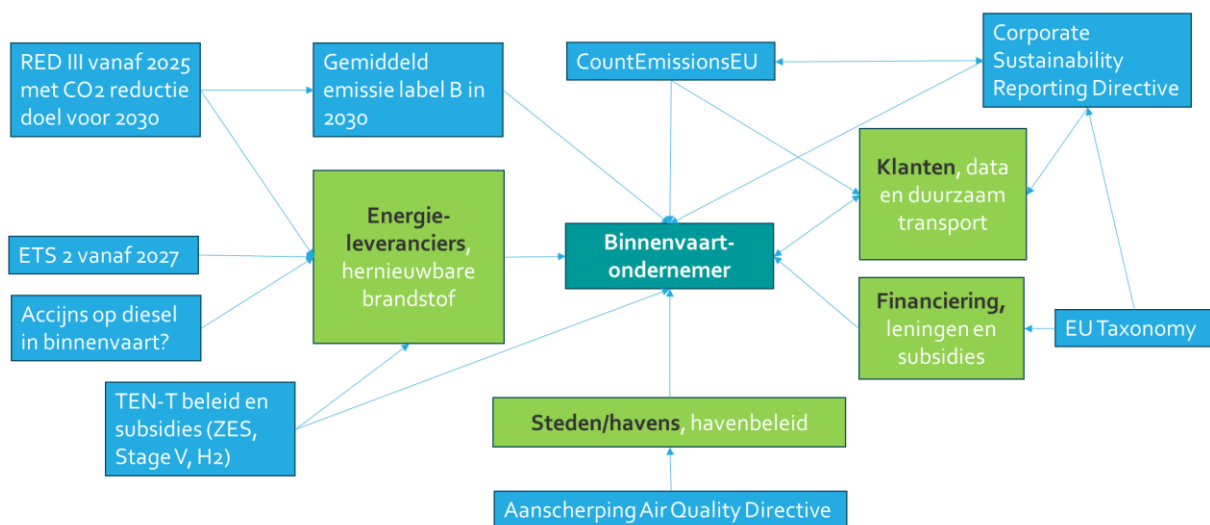 RED III vanaf 2025
met CO2 reductie
doel voor 2030
Gemiddeld
emissie label B in
2030
CountEmissionsEU
Corporate
Sustainability
Reporting Directive
Klanten, data
en duurzaam
transport
Energie-
leveranciers,
hernieuwbare
brandstof
Binnenvaart-
ondernemer
ETS 2 vanaf 2027
Accijns op diesel
in binnenvaart?
Financiering,
leningen en
subsidies
EU Taxonomy
TEN-T beleid en
subsidies (ZES,
Stage V, H2)
Steden/havens, havenbeleid
Aanscherping Air Quality Directive